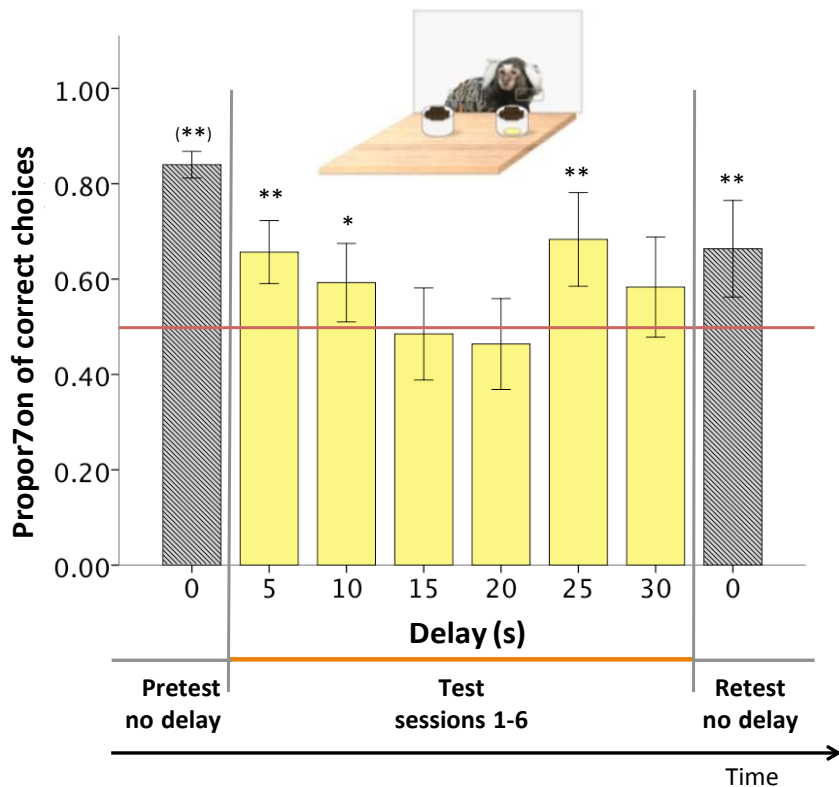 Propor7on of correct choices
1.00
0.80
0.60
0.40
0.20
0.00
(**)
**
*
**
**
0 5 10 15 20 25 30 0
Delay (s)
Pretest
no delay
Test
sessions 1-6
Retest
no delay
Time